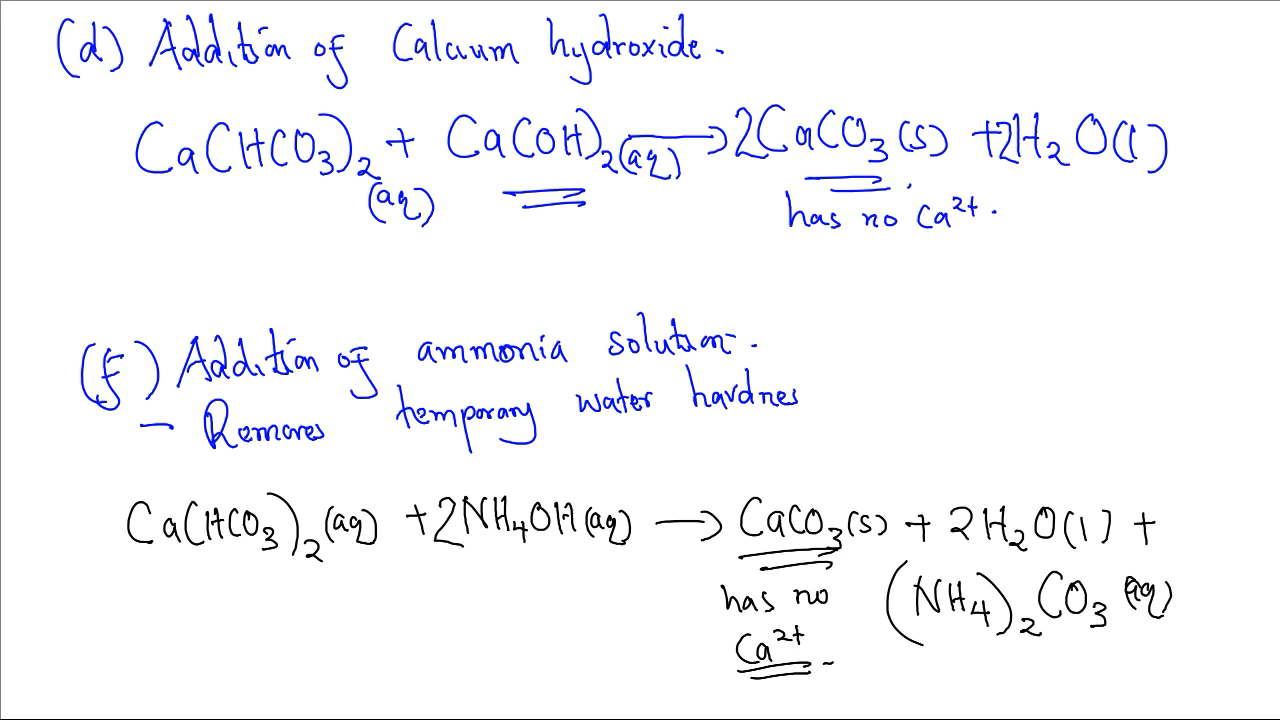 (d) Addition of Calcium hydroxide.
Ca(HCO₃)₂(aq) + Ca(OH)₂(aq) → 2CaCO₃(s) + 2H₂O(l)
has no Ca²⁺.
(f) Addition of ammonia solution.
- Removes temporary water hardnes
Ca(HCO₃)₂(aq) + 2NH₄OH(aq) → CaCO₃(s) + 2H₂O(l) +
has no (NH₄)₂CO₃(aq)
Ca²⁺.